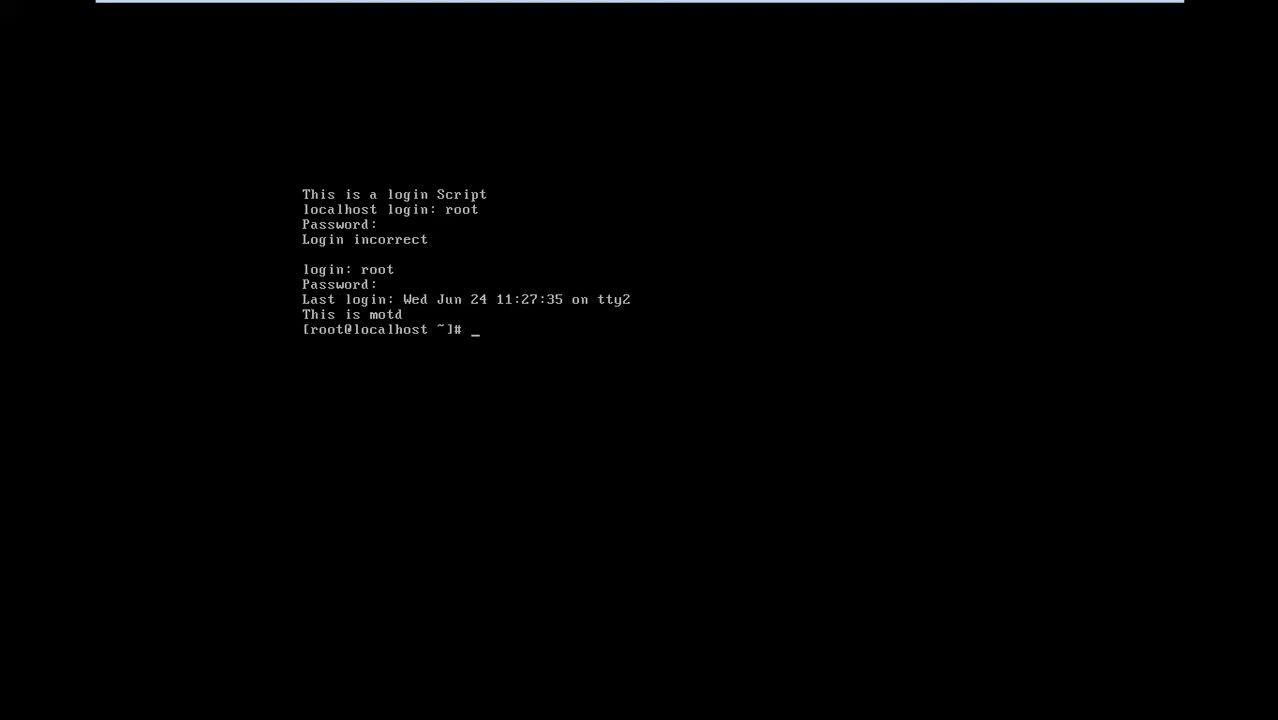 This is a login Script
localhost login: root
Password:
Login incorrect
login: root
Password:
Last login: Wed Jun 24 11:27:35 on tty2
This is motd
[root@localhost ~]# _